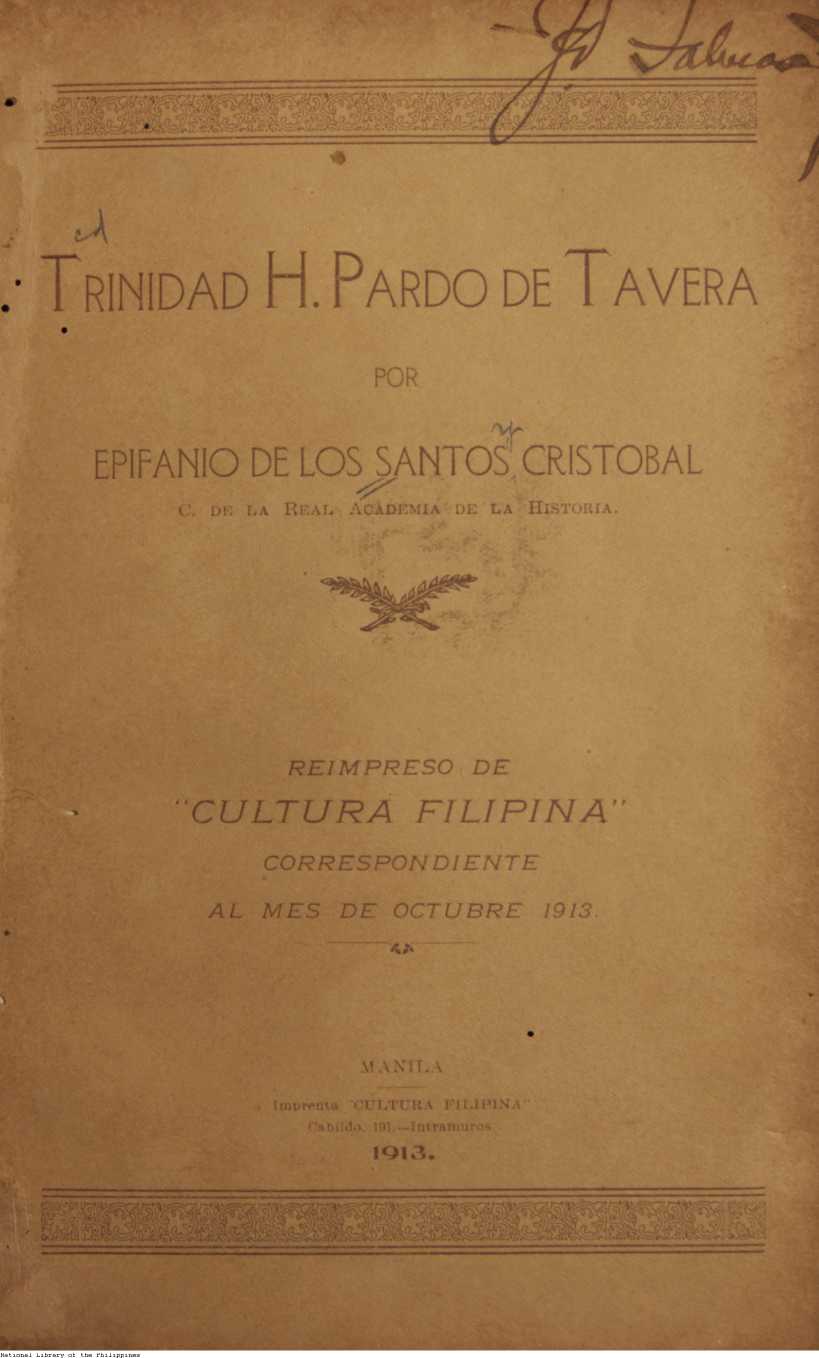 TRINIDAD H. PARDO DE TAVERA
POR
EPIFANIO DE LOS SANTOS CRISTOBAL
y
C. DE LA REAL ACADEMIA DE LA HISTORIA.
REIMPRESO DE
"CULTURA FILIPINA"
CORRESPONDIENTE
AL MES DE OCTUBRE 1913.
MANILA
Imprenta "CULTURA FILIPINA"
Cabildo, 191.—Intramuros
1913.
National Library of the Philippines